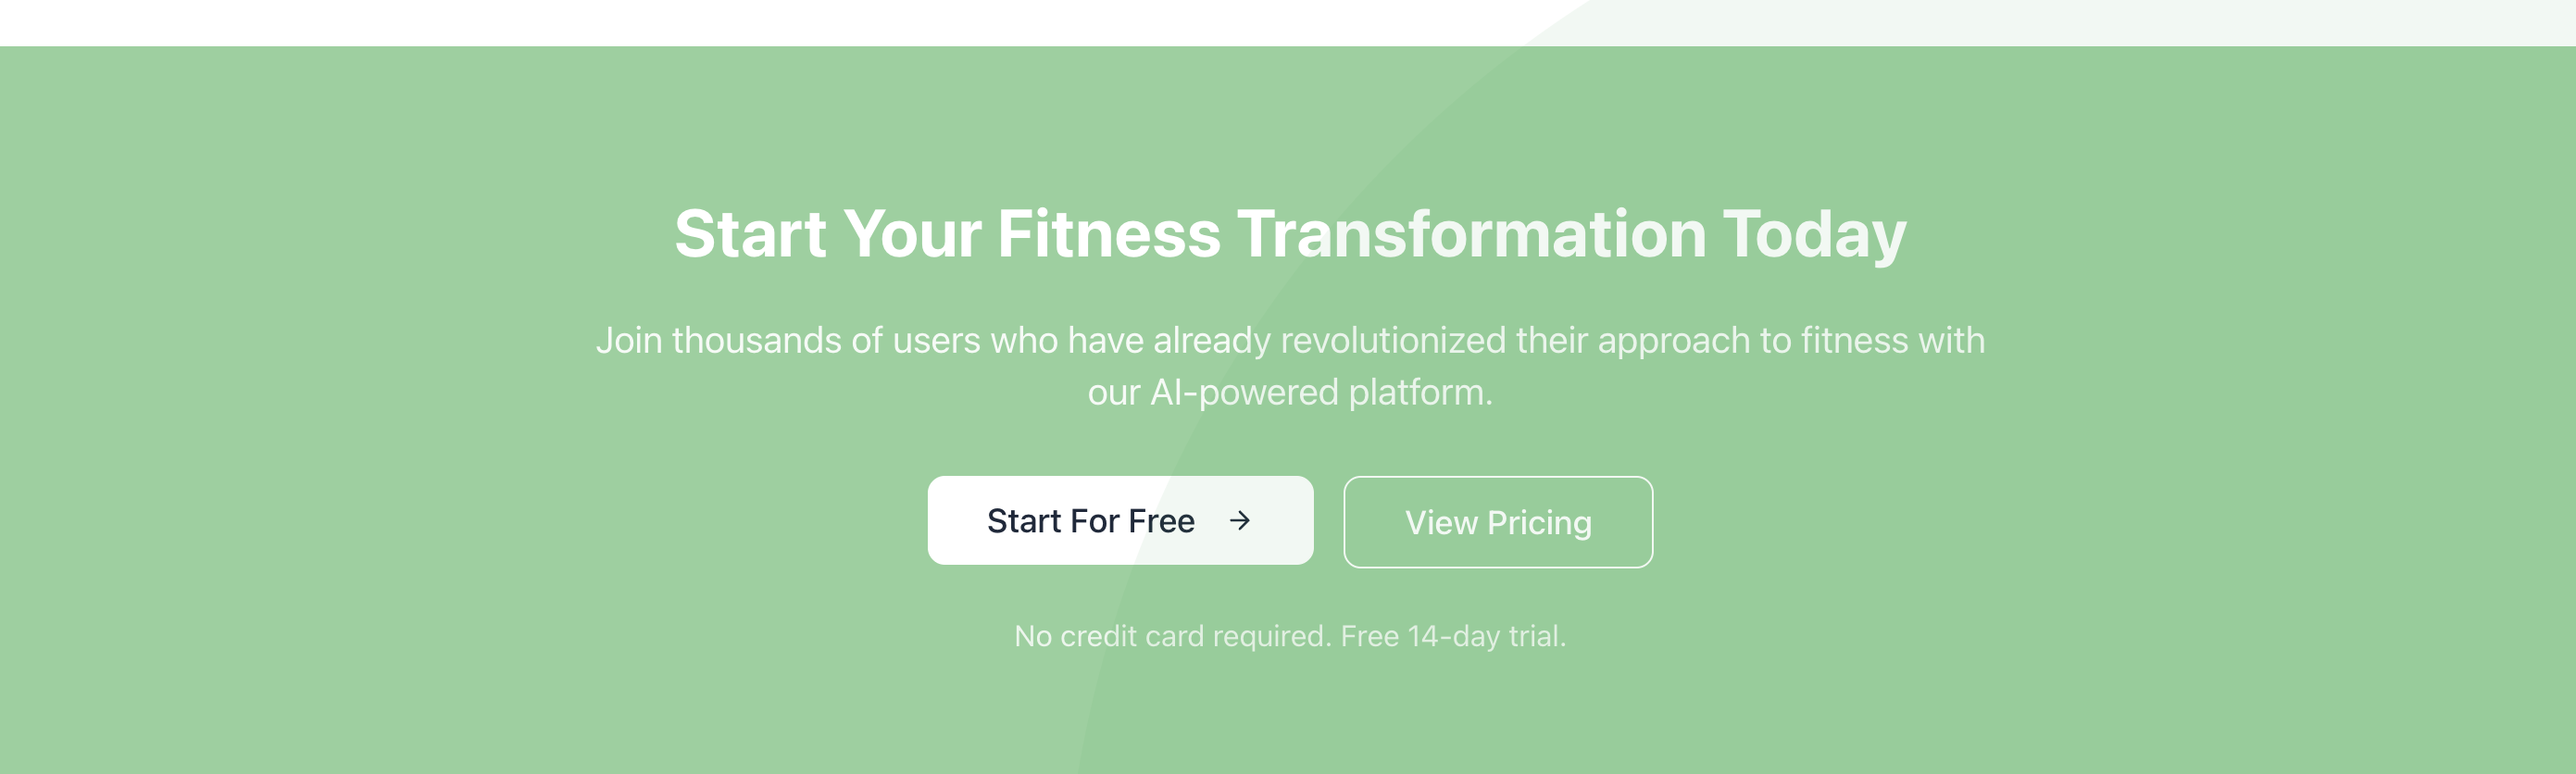 Start Your Fitness Transformation Today
Join thousands of users who have already revolutionized their approach to fitness with
our AI-powered platform.
Start For Free →
View Pricing
No credit card required. Free 14-day trial.